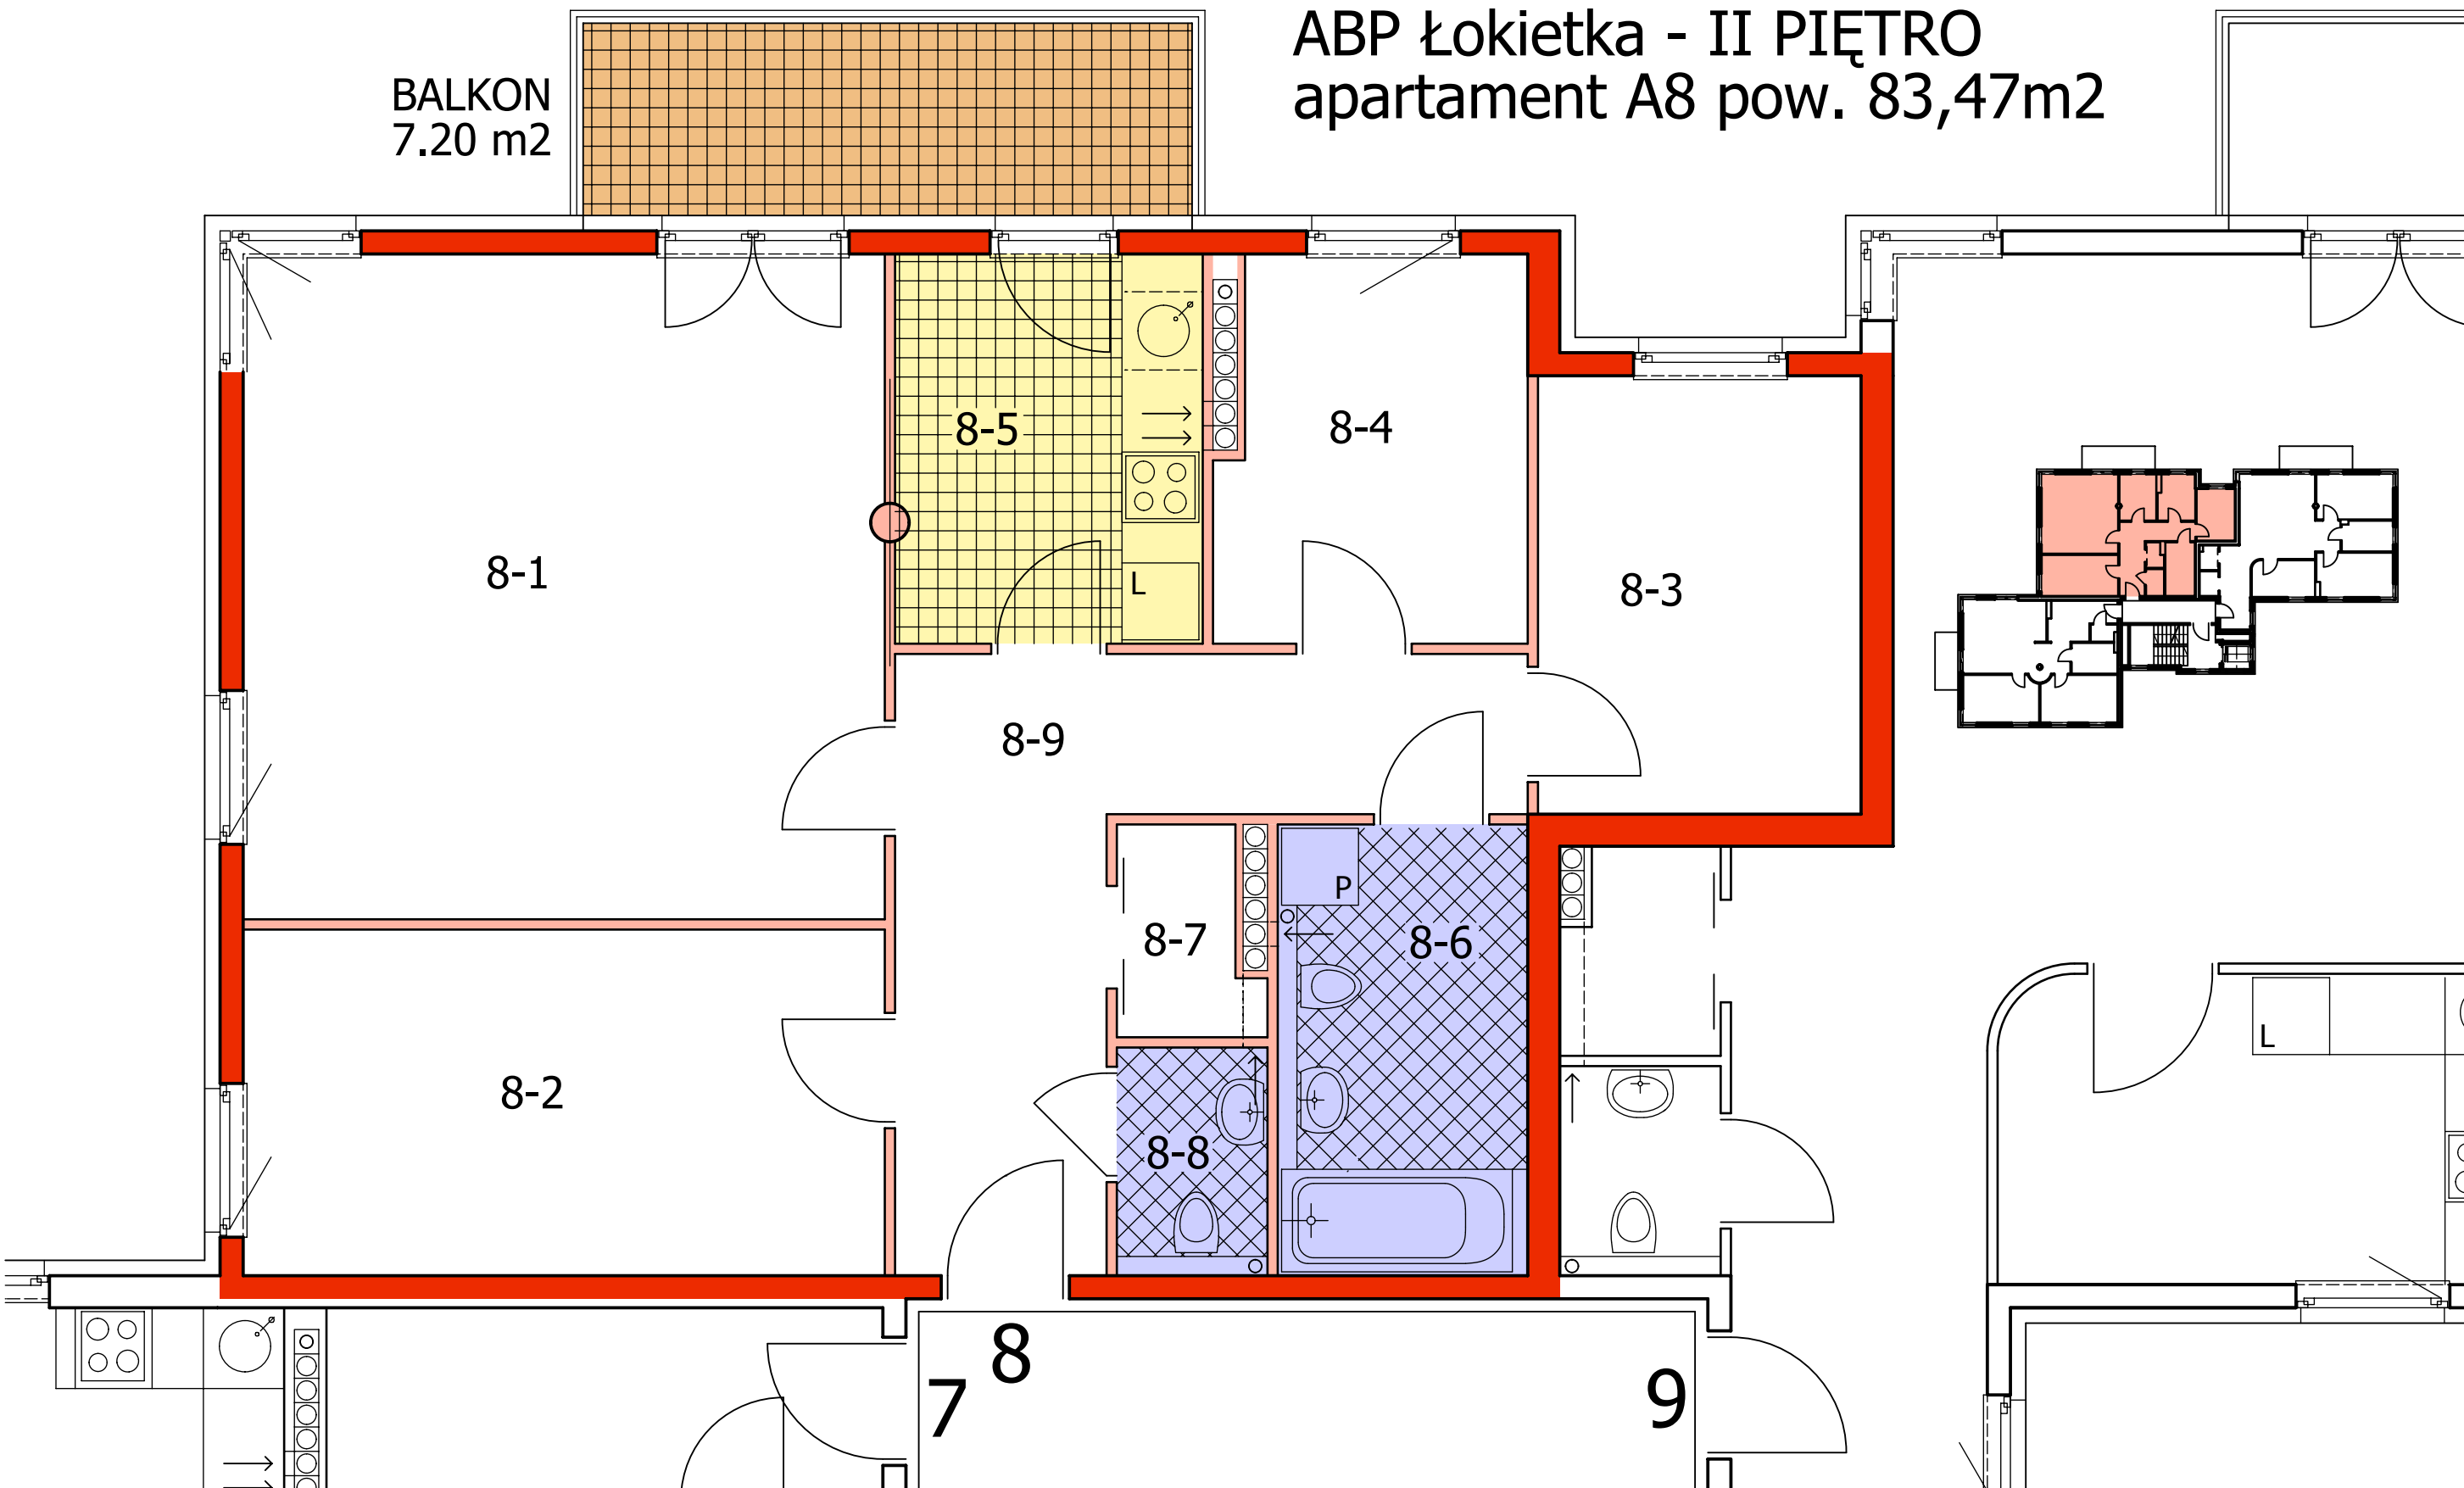 ABP Łokietka - II PIĘTRO
apartament A8 pow. 83,47m2
BALKON
7.20 m2
8-5
8-4
8-1
8-3
L
8-9
P
8-7
8-6
L
8-2
8-8
8
7
9